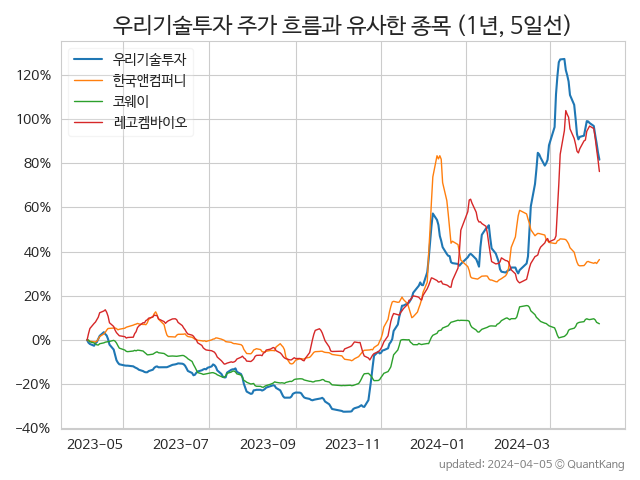 우리기술투자 주가 흐름과 유사한 종목 (1년, 5일선)
우리기술투자
한국앤컴퍼니
코웨이
레고켐바이오
120%
100%
80%
60%
40%
20%
0%
−20%
−40%
2023-05 2023-07 2023-09 2023-11 2024-01 2024-03
updated: 2024-04-05 © QuantKang